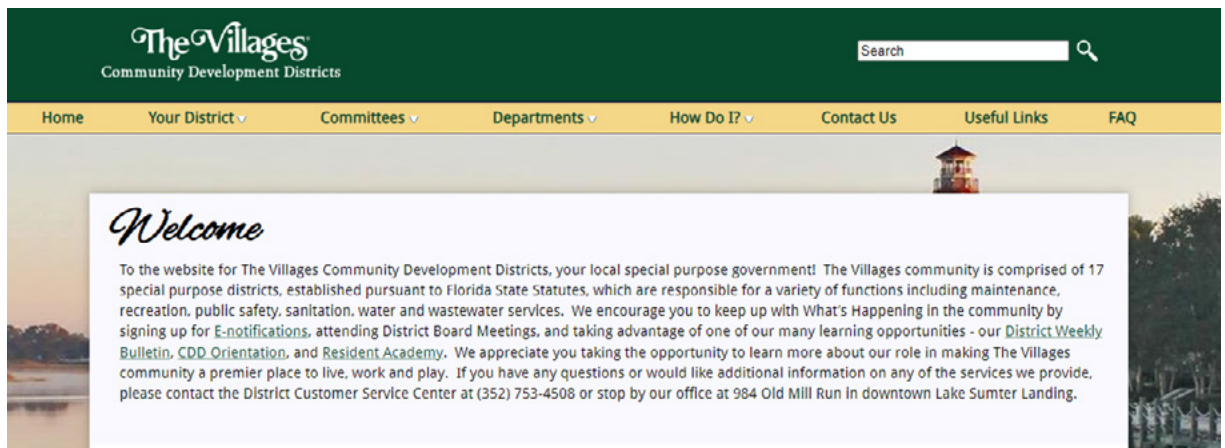 The Villages®
Community Development Districts
Search
Home Your District Committees Departments How Do I? Contact Us Useful Links FAQ
Welcome
To the website for The Villages Community Development Districts, your local special purpose government! The Villages community is comprised of 17
special purpose districts, established pursuant to Florida State Statutes, which are responsible for a variety of functions including maintenance,
recreation, public safety, sanitation, water and wastewater services. We encourage you to keep up with What's Happening in the community by
signing up for E-notifications, attending District Board Meetings, and taking advantage of one of our many learning opportunities - our District Weekly
Bulletin, CDD Orientation, and Resident Academy. We appreciate you taking the opportunity to learn more about our role in making The Villages
community a premier place to live, work and play. If you have any questions or would like additional information on any of the services we provide,
please contact the District Customer Service Center at (352) 753-4508 or stop by our office at 984 Old Mill Run in downtown Lake Sumter Landing.